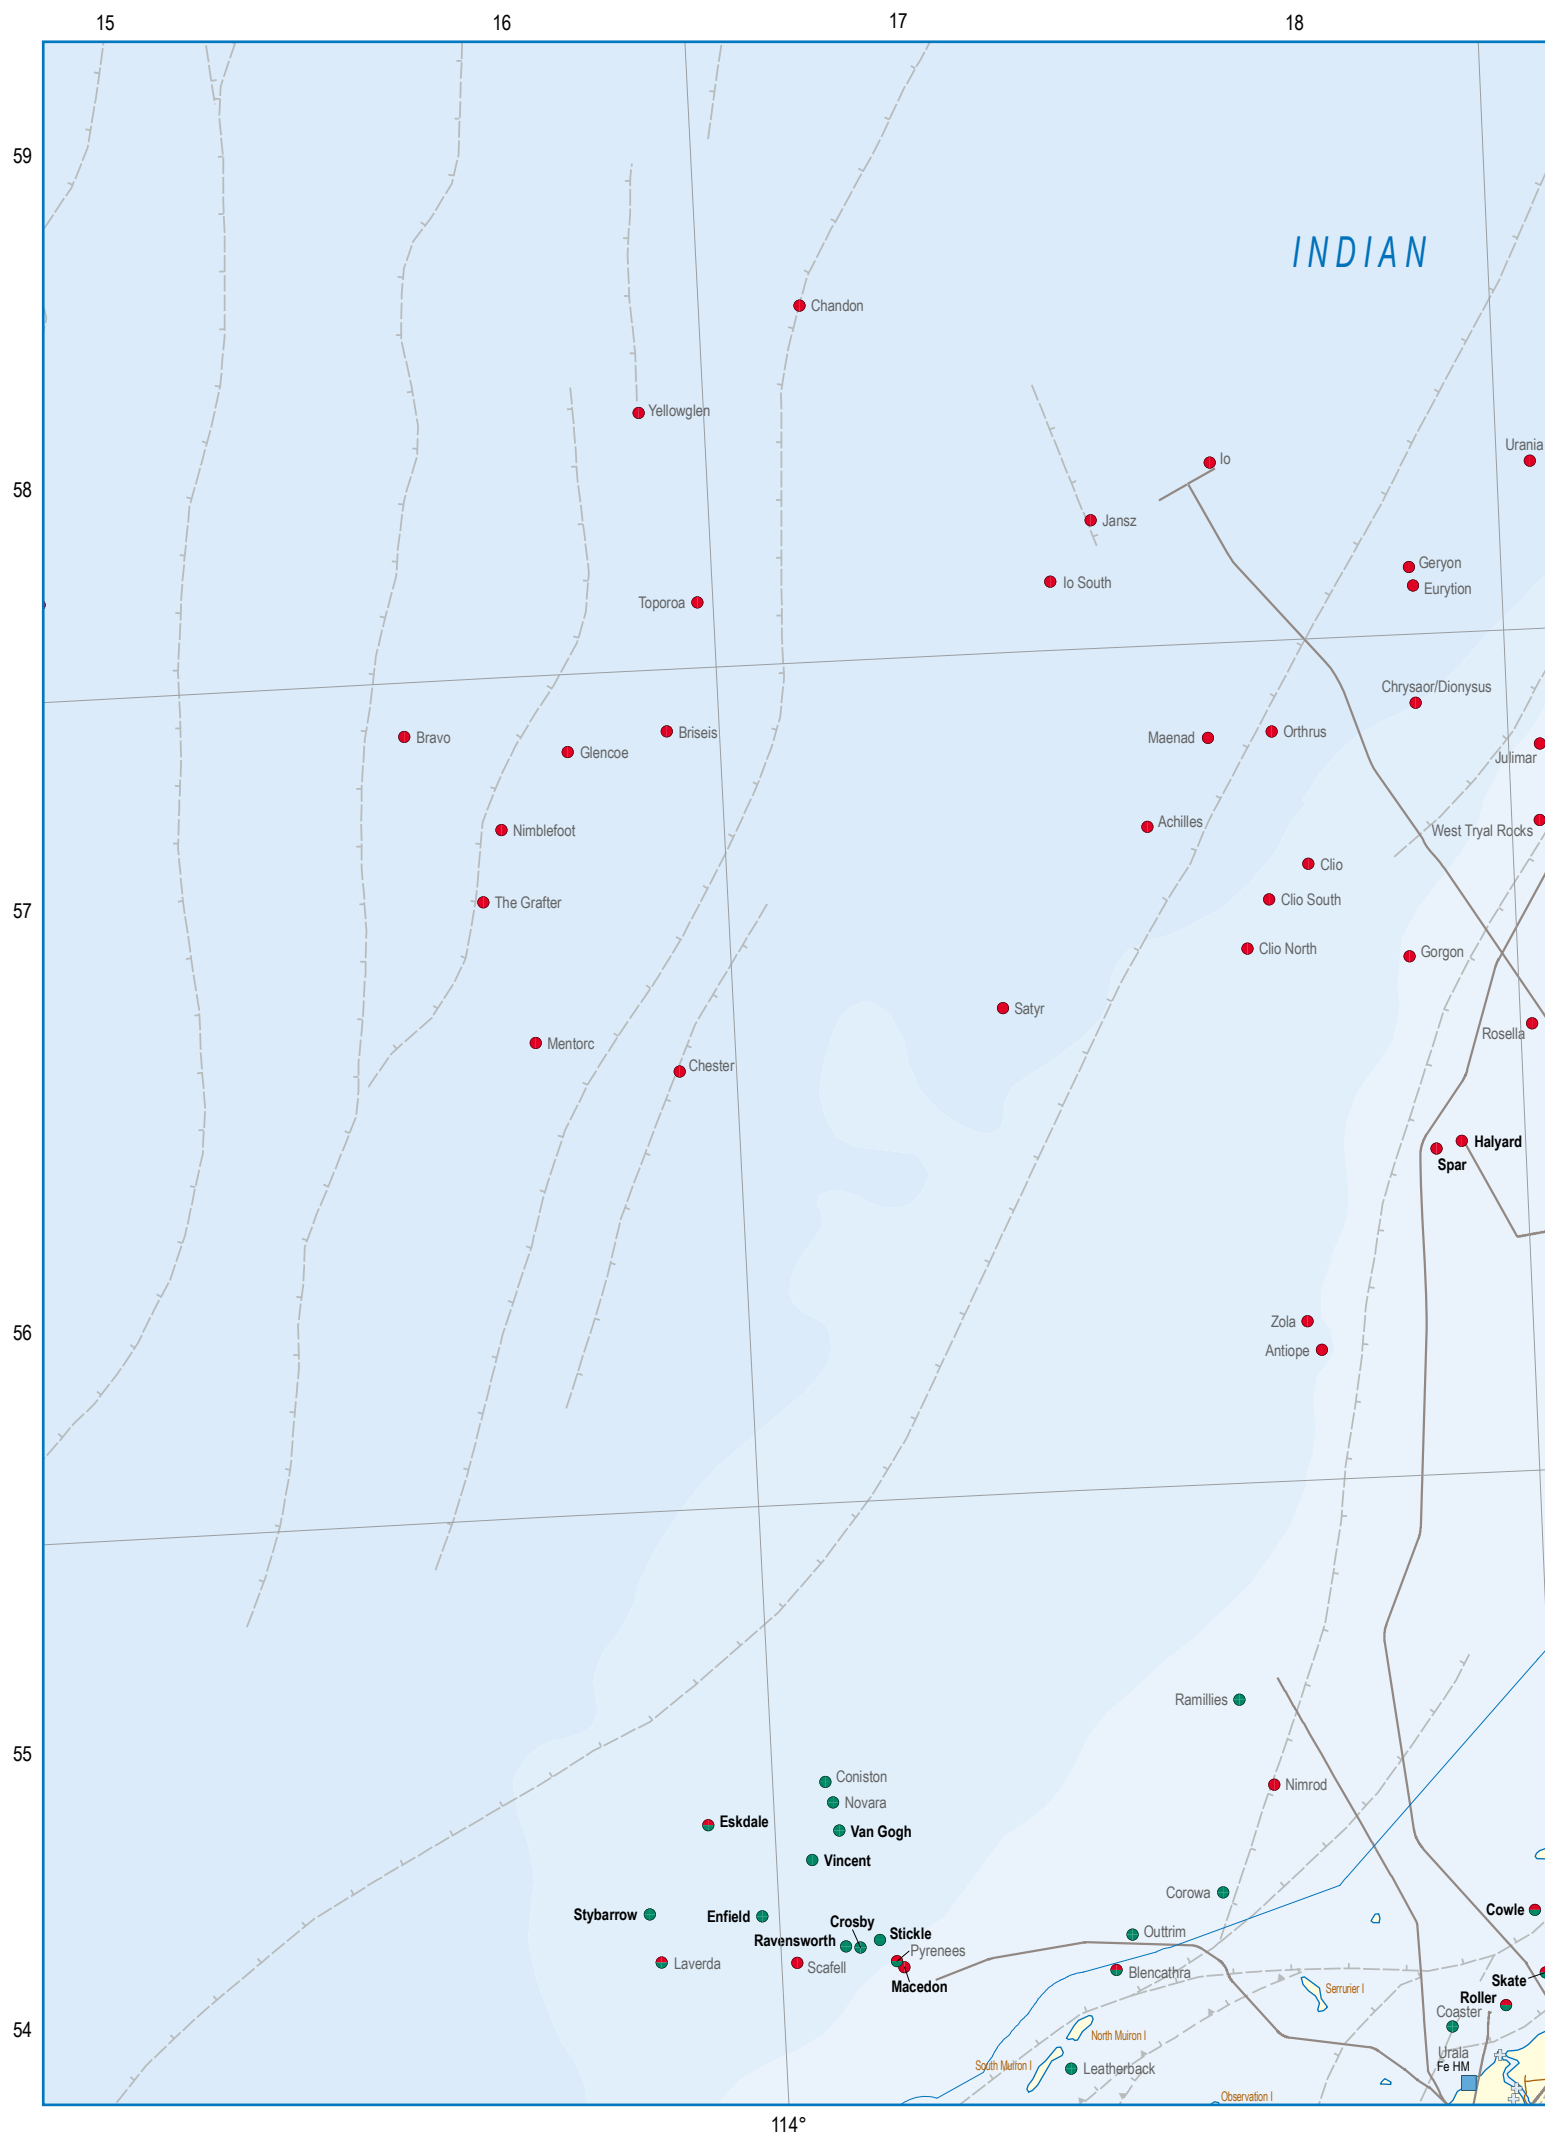 15 16 17 18
59
INDIAN
Chandon
Yellowglen
Io
Urania
58
Jansz
Geryon
Io South
Eurytion
Toporoa
Chrysaor/Dionysus
Bravo
Briseis
Glencoe
Maenad
Orthrus
Julimar
Nimblefoot
Achilles
West Tryal Rocks
Clio
The Grafter
Clio South
57
Clio North
Gorgon
Satyr
Rosella
Mentorc
Chester
Halyard
Spar
Zola
56
Antiope
Ramillies
55
Coniston
Nimrod
Novara
Eskdale
Van Gogh
Vincent
Corowa
Stybarrow
Enfield
Crosby
Cowle
Ravensworth
Stickle
Outtrim
Pyrenees
Laverda
Scafell
Blencathra
Macedon
Skate
Serrurier I
Roller
Coaster
54
North Muiron I
Urala
South Muiron I
Leatherback
Fe HM
Observation I
114°